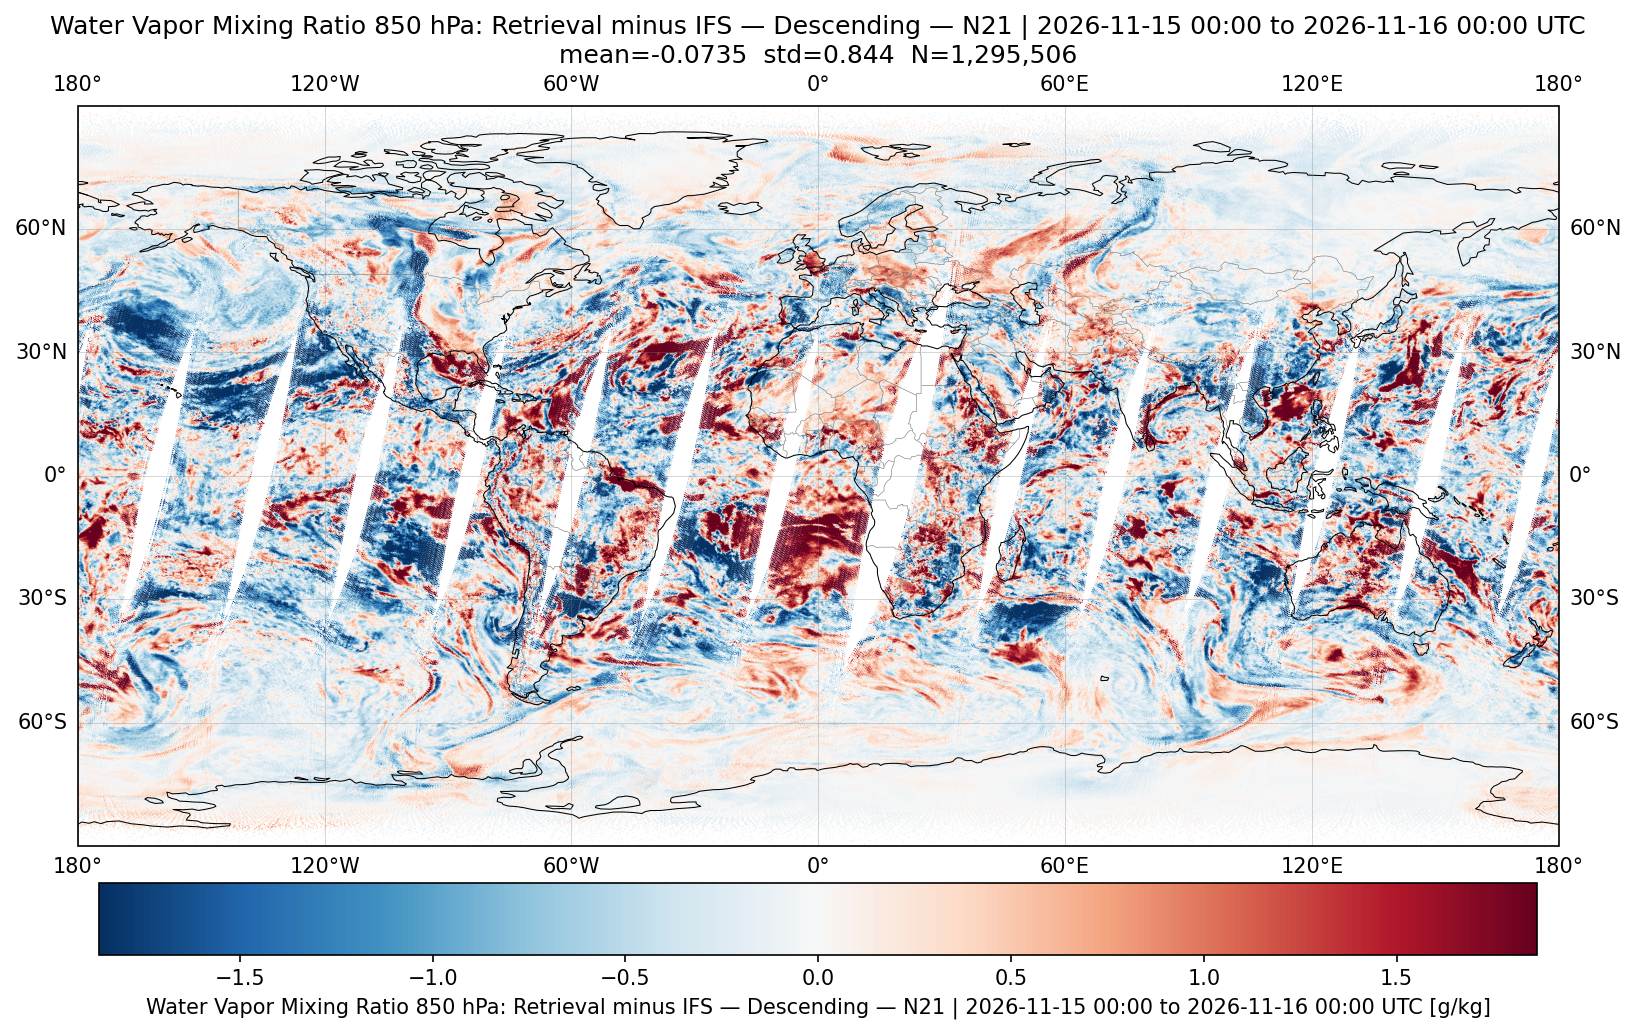 Water Vapor Mixing Ratio 850 hPa: Retrieval minus IFS — Descending — N21 | 2026-11-15 00:00 to 2026-11-16 00:00 UTC
mean=-0.0735  std=0.844  N=1,295,506
180° 120°W 60°W 0° 60°E 120°E 180°
60°N 60°N
30°N 30°N
0° 0°
30°S 30°S
60°S 60°S
180° 120°W 60°W 0° 60°E 120°E 180°
−1.5 −1.0 −0.5 0.0 0.5 1.0 1.5
Water Vapor Mixing Ratio 850 hPa: Retrieval minus IFS — Descending — N21 | 2026-11-15 00:00 to 2026-11-16 00:00 UTC [g/kg]